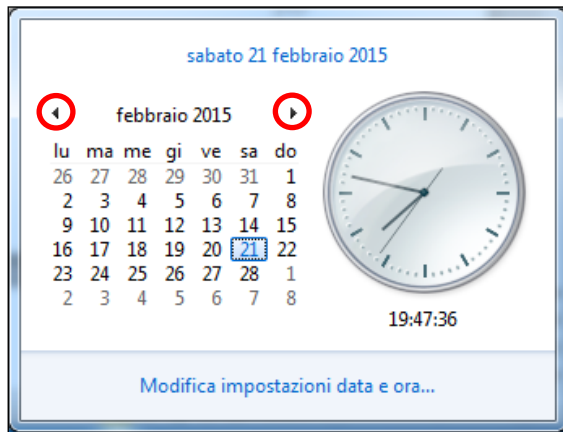 sabato 21 febbraio 2015
febbraio 2015
lu ma me gi ve sa do
26 27 28 29 30 31 1
2 3 4 5 6 7 8
9 10 11 12 13 14 15
16 17 18 19 20 21 22
23 24 25 26 27 28 1
2 3 4 5 6 7 8
19:47:36
Modifica impostazioni data e ora...